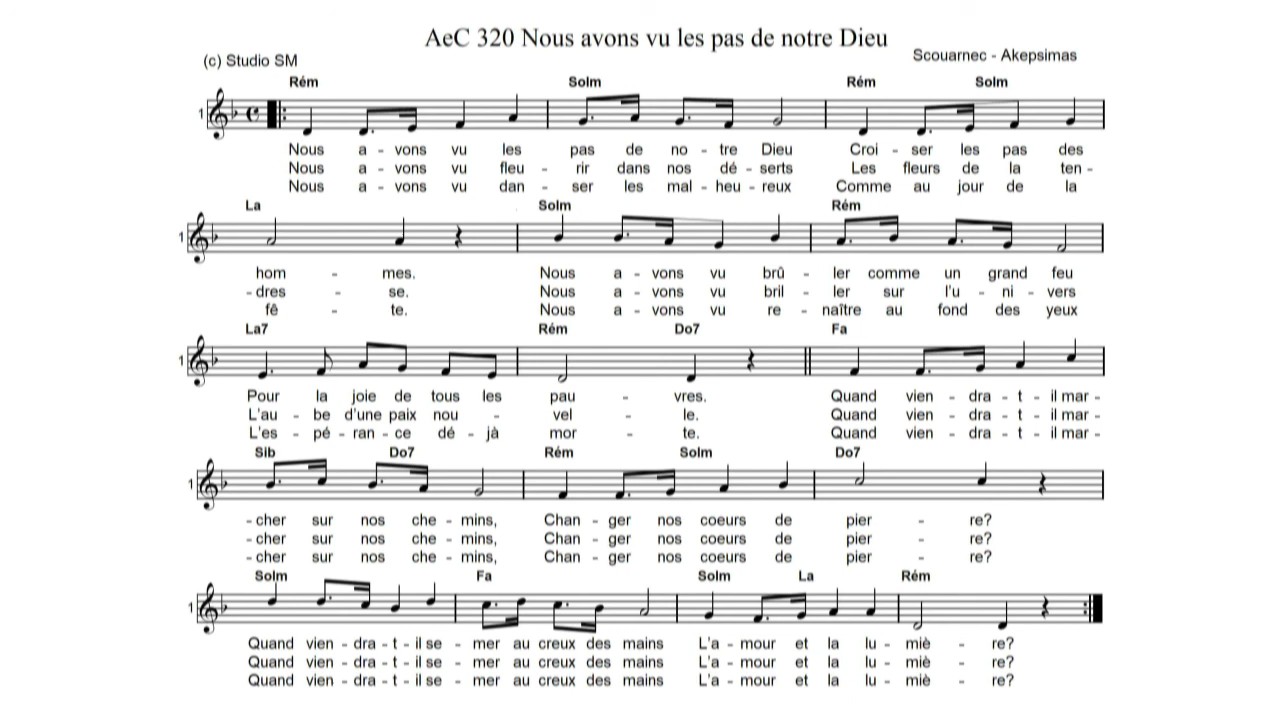 AeC 320 Nous avons vu les pas de notre Dieu
(c) Studio SM
Scouarnec - Akepsimas
Rém Solm Rém Solm
1
Nous a - vons vu les pas de no - tre Dieu Croi - ser les pas des
Nous a - vons vu fleu - rir dans nos dé - serts Les fleurs de la ten -
Nous a - vons vu dan - ser les mal - heu - reux Comme au jour de la
La Solm Rém
1
hom - mes. Nous a - vons vu brû - ler comme un grand feu
- dres - se. Nous a - vons vu bril - ler sur l'u - ni - vers
fê - te. Nous a - vons vu re - naître au fond des yeux
La7 Rém Do7 Fa
1
Pour la joie de tous les pau - vres. Quand vien - dra - t - il mar -
L'au - be d'une paix nou - vel - le. Quand vien - dra - t - il mar -
L'es - pé - ran - ce dé - jà mor - te. Quand vien - dra - t - il mar -
Sib Do7 Rém Solm Do7
1
- cher sur nos che - mins, Chan - ger nos coeurs de pier - re?
- cher sur nos che - mins, Chan - ger nos coeurs de pier - re?
- cher sur nos che - mins, Chan - ger nos coeurs de pier - re?
Solm Fa Solm La Rém
1
Quand vien - dra - t - il se - mer au creux des mains L'a - mour et la lu - miè - re?
Quand vien - dra - t - il se - mer au creux des mains L'a - mour et la lu - miè - re?
Quand vien - dra - t - il se - mer au creux des mains L'a - mour et la lu - miè - re?